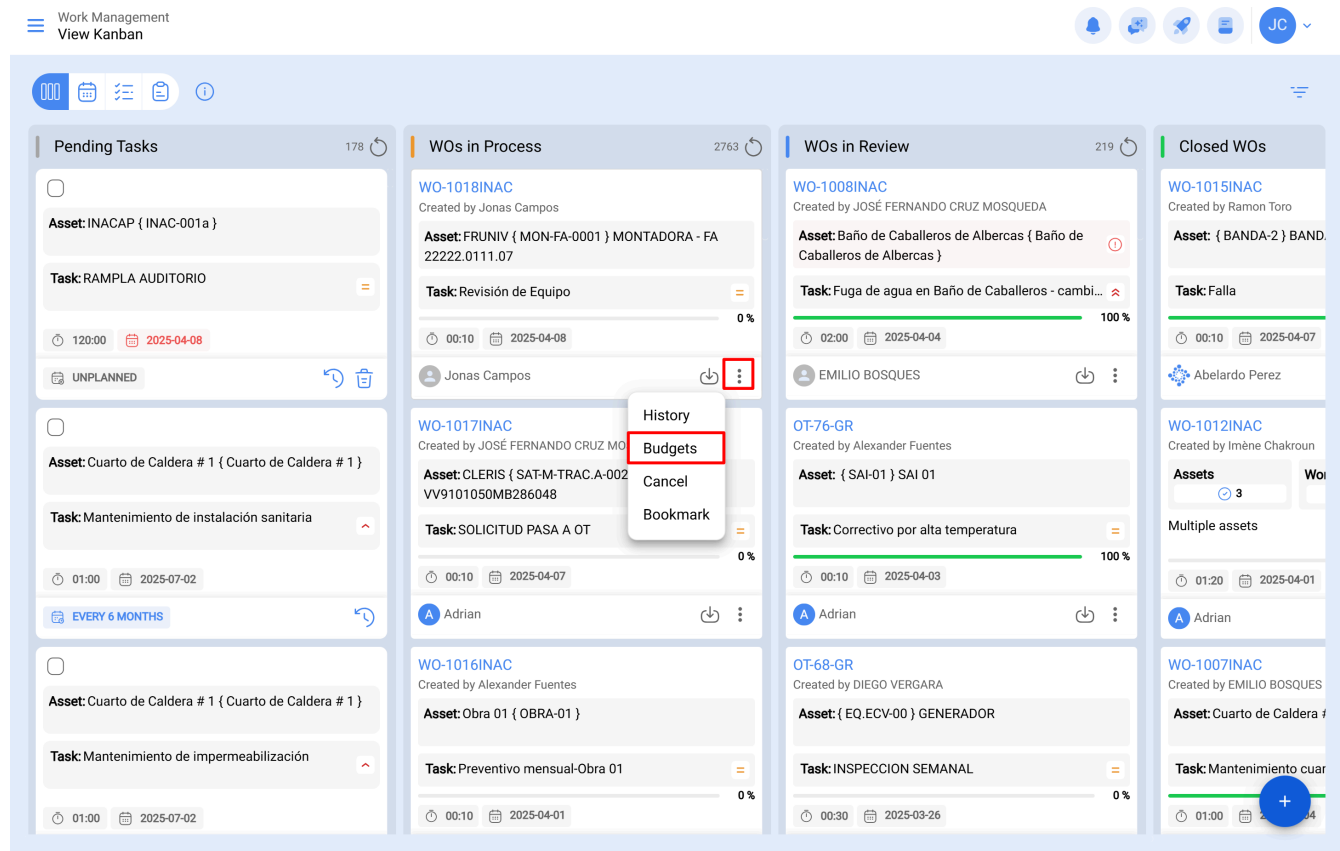 Work Management
View Kanban
JC
Pending Tasks 178
Asset: INACAP { INAC-001a }
Task: RAMPLA AUDITORIO
120:00 2025-04-08
UNPLANNED
Asset: Cuarto de Caldera # 1 { Cuarto de Caldera # 1 }
Task: Mantenimiento de instalación sanitaria
01:00 2025-07-02
EVERY 6 MONTHS
Asset: Cuarto de Caldera # 1 { Cuarto de Caldera # 1 }
Task: Mantenimiento de impermeabilización
01:00 2025-07-02
WOs in Process 2763
WO-1018INAC
Created by Jonas Campos
Asset: FRUNIV { MON-FA-0001 } MONTADORA - FA
22222.0111.07
Task: Revisión de Equipo
0 %
00:10 2025-04-08
Jonas Campos
History
Budgets
Cancel
Bookmark
WO-1017INAC
Created by JOSÉ FERNANDO CRUZ MO
Asset: CLERIS { SAT-M-TRAC.A-002
VV9101050MB286048
Task: SOLICITUD PASA A OT
0 %
00:10 2025-04-07
A Adrian
WO-1016INAC
Created by Alexander Fuentes
Asset: Obra 01 { OBRA-01 }
Task: Preventivo mensual-Obra 01
0 %
00:10 2025-04-01
WOs in Review 219
WO-1008INAC
Created by JOSÉ FERNANDO CRUZ MOSQUEDA
Asset: Baño de Caballeros de Albercas { Baño de
Caballeros de Albercas }
Task: Fuga de agua en Baño de Caballeros - cambi...
100 %
02:00 2025-04-04
EMILIO BOSQUES
OT-76-GR
Created by Alexander Fuentes
Asset: { SAI-01 } SAI 01
Task: Correctivo por alta temperatura
100 %
00:10 2025-04-03
A Adrian
OT-68-GR
Created by DIEGO VERGARA
Asset: { EQ.ECV-00 } GENERADOR
Task: INSPECCION SEMANAL
0 %
00:30 2025-03-26
Closed WOs
WO-1015INAC
Created by Ramon Toro
Asset: { BANDA-2 } BAND
Task: Falla
00:10 2025-04-07
Abelardo Perez
WO-1012INAC
Created by Imène Chakroun
Assets Wo
3
Multiple assets
01:20 2025-04-01
A Adrian
WO-1007INAC
Created by EMILIO BOSQUES
Asset: Cuarto de Caldera #
Task: Mantenimiento cuar
01:00 2 04
+